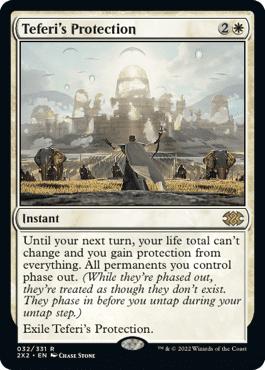 Teferi's Protection 2
Instant
Until your next turn, your life total can't
change and you gain protection from
everything. All permanents you control
phase out. (While they're phased out,
they're treated as though they don't exist.
They phase in before you untap during your
untap step.)
Exile Teferi's Protection.
032/331 R
2X2 • EN Chase Stone
™ & © 2022 Wizards of the Coast